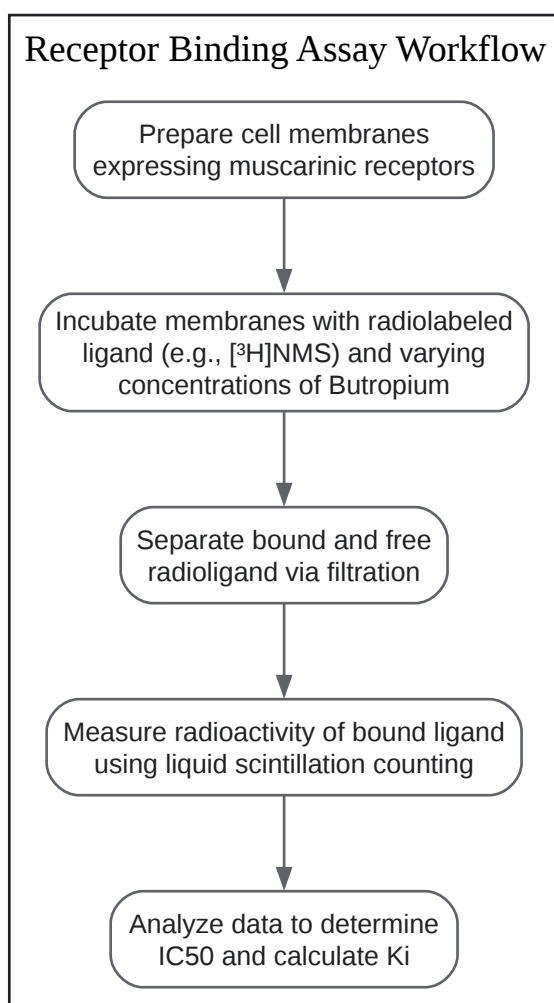 Receptor Binding Assay Workflow
Prepare cell membranes
expressing muscarinic receptors
Incubate membranes with radiolabeled
ligand (e.g., [³H]NMS) and varying
concentrations of Butropium
Separate bound and free
radioligand via filtration
Measure radioactivity of bound ligand
using liquid scintillation counting
Analyze data to determine
IC50 and calculate Ki